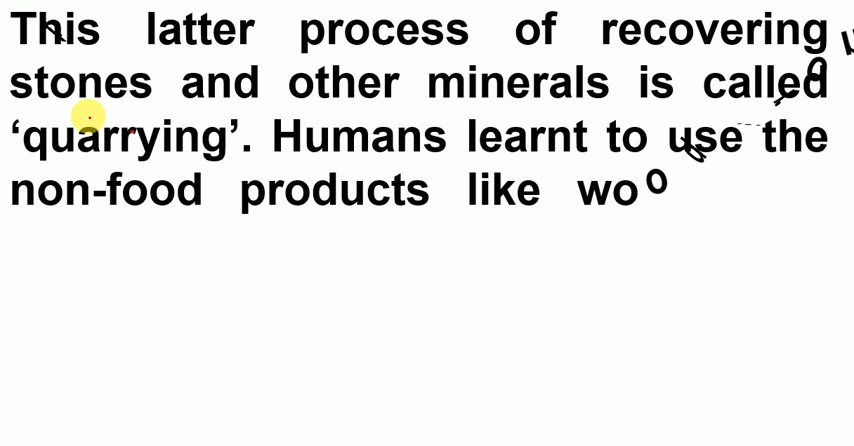 This latter process of recovering
stones and other minerals is called
‘quarrying’. Humans learnt to use the
non-food products like